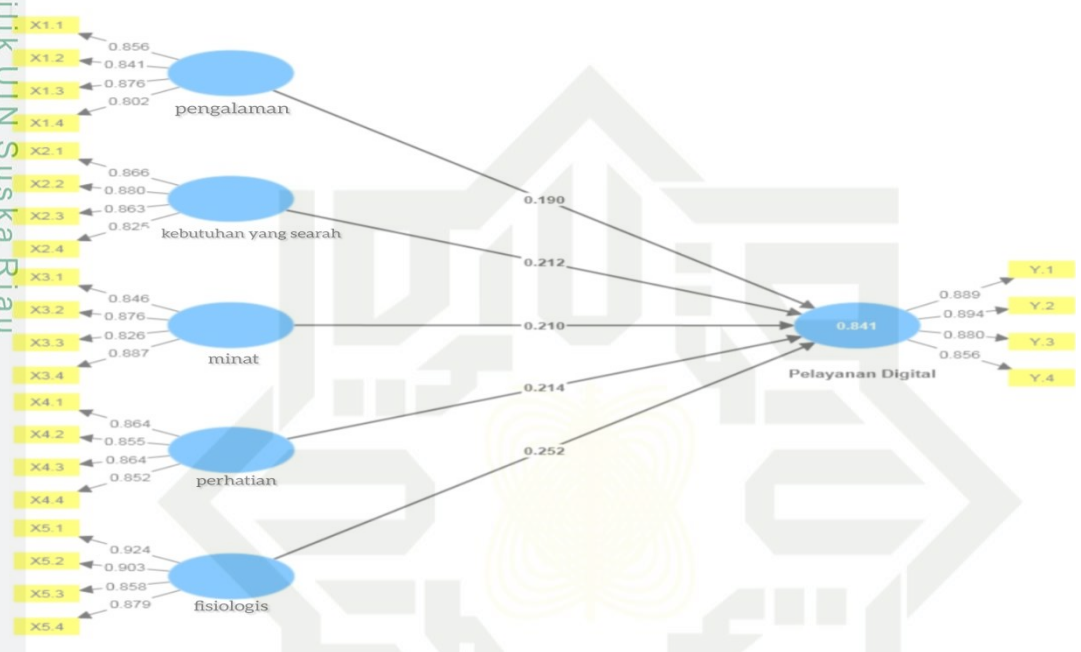 X1.1
X1.2
X1.3
X1.4
0.856
0.841
0.876
0.802
pengalaman
X2.1
X2.2
X2.3
X2.4
0.866
0.880
0.863
kebutuhan yang searah
X3.1
X3.2
X3.3
X3.4
0.846
0.876
0.826
0.887
minat
X4.1
X4.2
X4.3
X4.4
0.864
0.855
0.864
0.852
perhatian
X5.1
X5.2
X5.3
X5.4
0.924
0.903
0.858
0.879
fisiologis
0.190
0.212
0.210
0.214
0.252
0.841
Pelayanan Digital
0.889
0.894
0.880
0.856
Y.1
Y.2
Y.3
Y.4
UIN Suska Riau